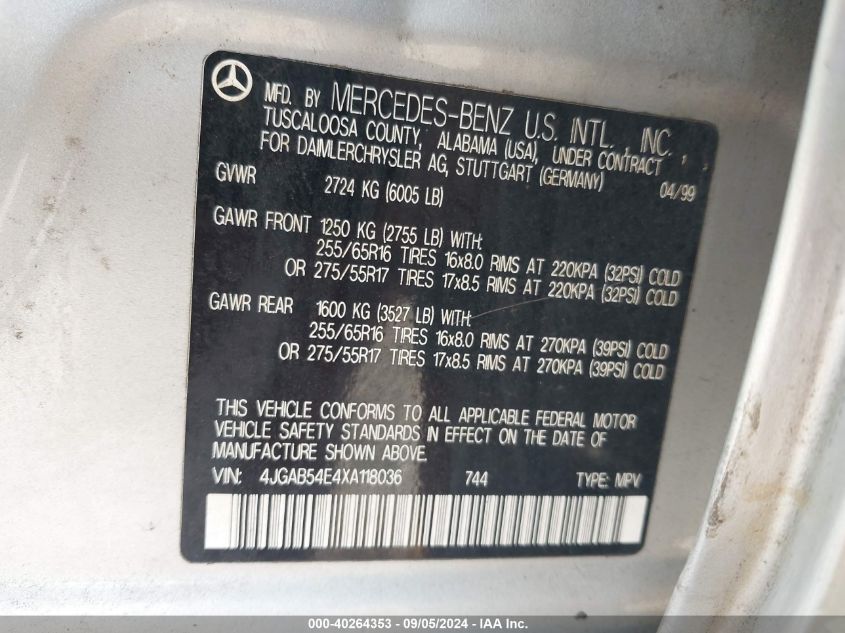 MFD. BY MERCEDES-BENZ U.S. INTL., INC.,
TUSCALOOSA COUNTY, ALABAMA (USA), UNDER CONTRACT
FOR DAIMLERCHRYSLER AG, STUTTGART (GERMANY) 04/99
GVWR 2724 KG (6005 LB)
GAWR FRONT 1250 KG (2755 LB) WITH:
255/65R16 TIRES 16x8.0 RIMS AT 220KPA (32PSI) COLD
OR 275/55R17 TIRES 17x8.5 RIMS AT 220KPA (32PSI) COLD
GAWR REAR 1600 KG (3527 LB) WITH:
255/65R16 TIRES 16x8.0 RIMS AT 270KPA (39PSI) COLD
OR 275/55R17 TIRES 17x8.5 RIMS AT 270KPA (39PSI) COLD
THIS VEHICLE CONFORMS TO ALL APPLICABLE FEDERAL MOTOR
VEHICLE SAFETY STANDARDS IN EFFECT ON THE DATE OF
MANUFACTURE SHOWN ABOVE.
VIN: 4JGAB54E4XA118036 744 TYPE: MPV
000-40264353 - 09/05/2024 - IAA Inc.